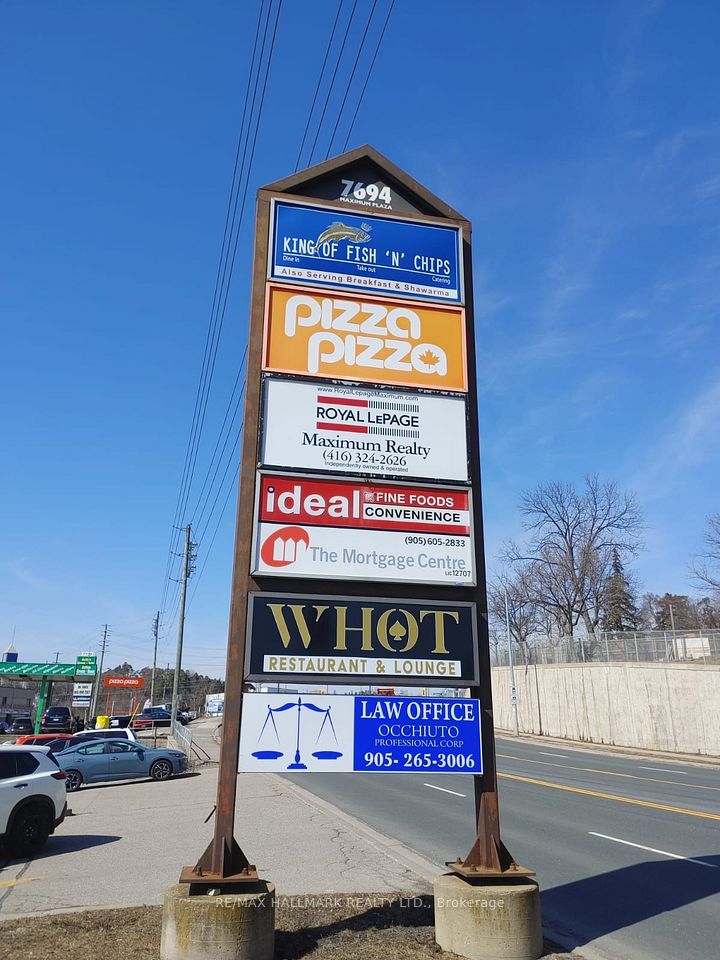 7694
MAXIMUM PLAZA
KING OF FISH 'N' CHIPS
Dine in Take out Catering
Also Serving Breakfast & Shawarma
pizza
pizza
www.RoyalLepageMaximum.com
ROYAL LEPAGE
Maximum Realty
(416) 324-2626
Independently owned & operated
ideal FINE FOODS
CONVENIENCE
(905) 605-2833
The Mortgage Centre
Lic12707
WHOT
RESTAURANT & LOUNGE
LAW OFFICE
OCCHIUTO
PROFESSIONAL CORP
905- 265-3006
pizza pizza
RE/MAX HALLMARK REALTY LTD., Brokerage